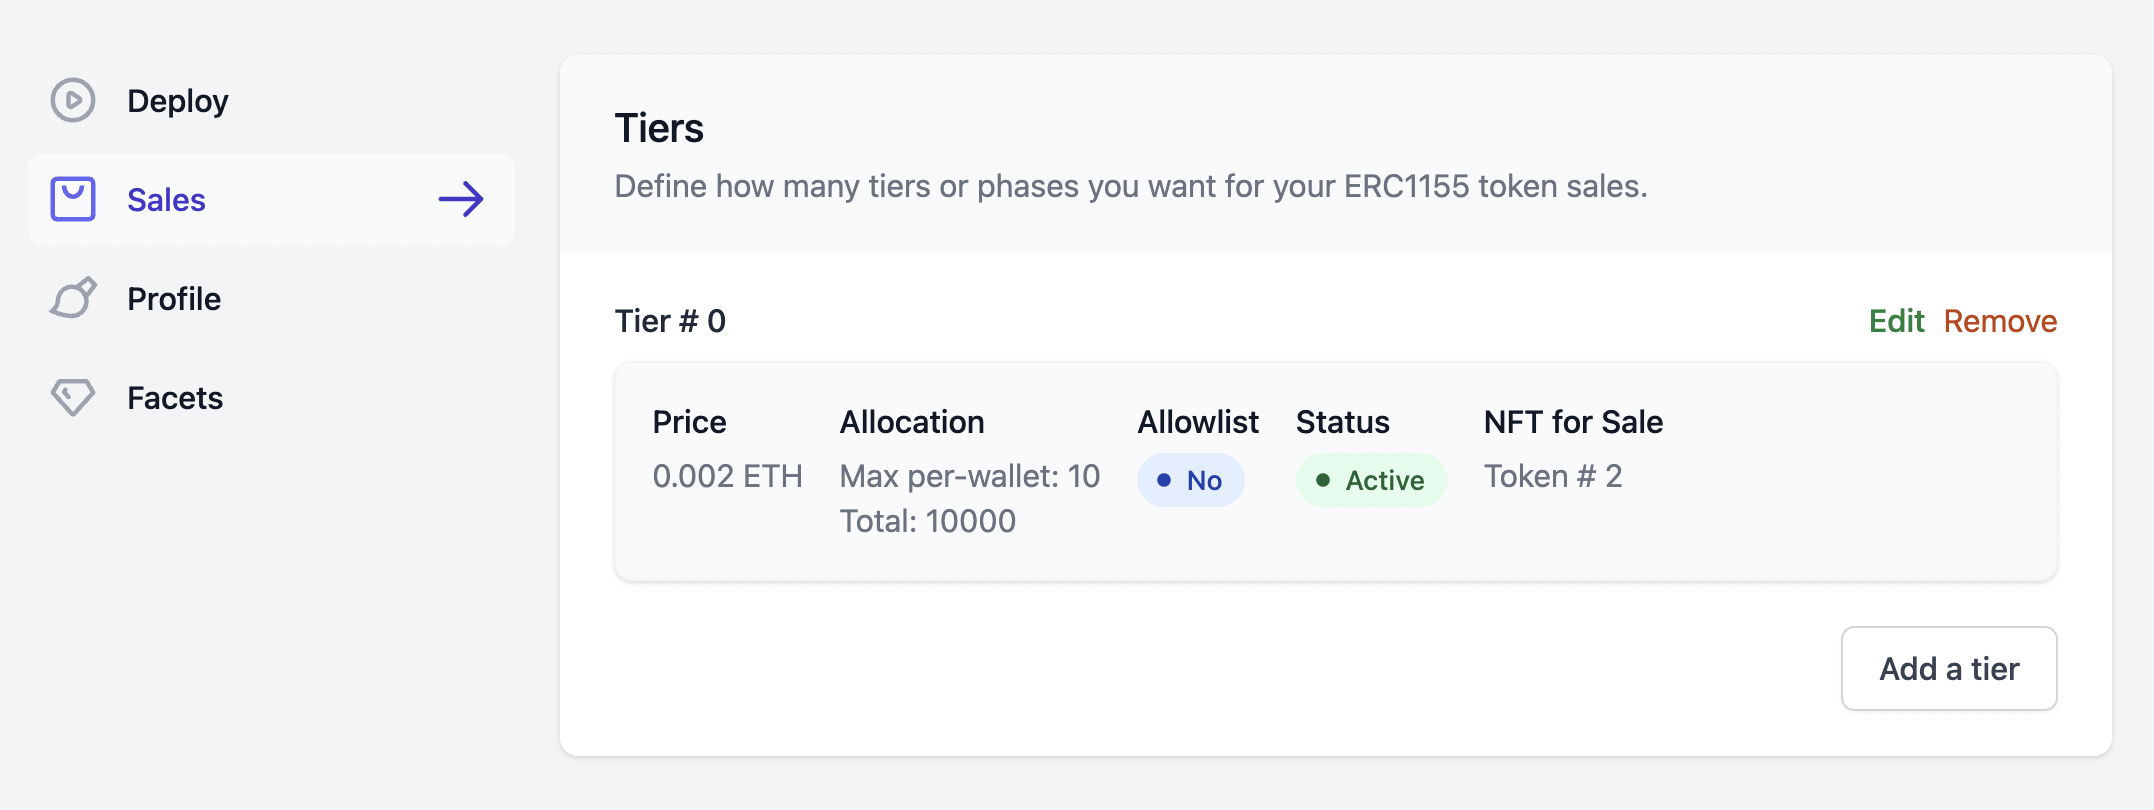 Deploy
Sales
Profile
Facets
Tiers
Define how many tiers or phases you want for your ERC1155 token sales.
Tier # 0
Edit Remove
Price Allocation Allowlist Status NFT for Sale
0.002 ETH Max per-wallet: 10 No Active Token # 2
Total: 10000
Add a tier